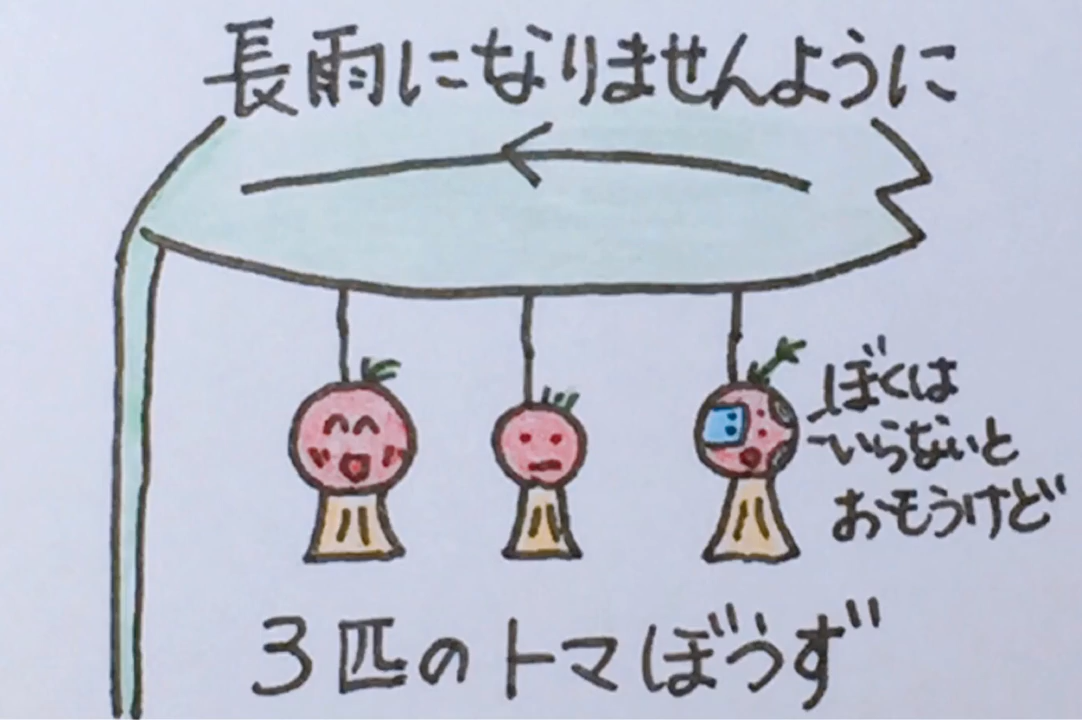 長雨になりませんように
ぼくは
いらないと
おもうけど
3匹のトマぼうず